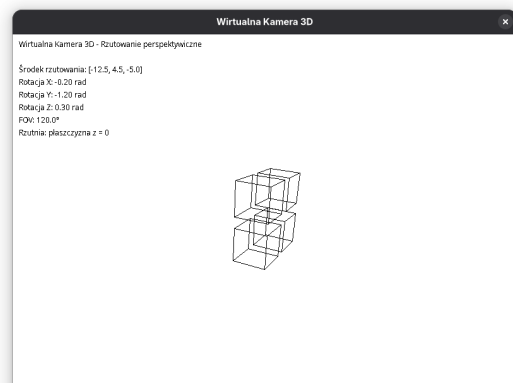 Wirtualna Kamera 3D
Wirtualna Kamera 3D - Rzutowanie perspektywiczne
Środek rzutowania: [-12.5, 4.5, -5.0]
Rotacja X: -0.20 rad
Rotacja Y: -1.20 rad
Rotacja Z: 0.30 rad
FOV: 120.0°
Rzutnia: płaszczyzna z = 0